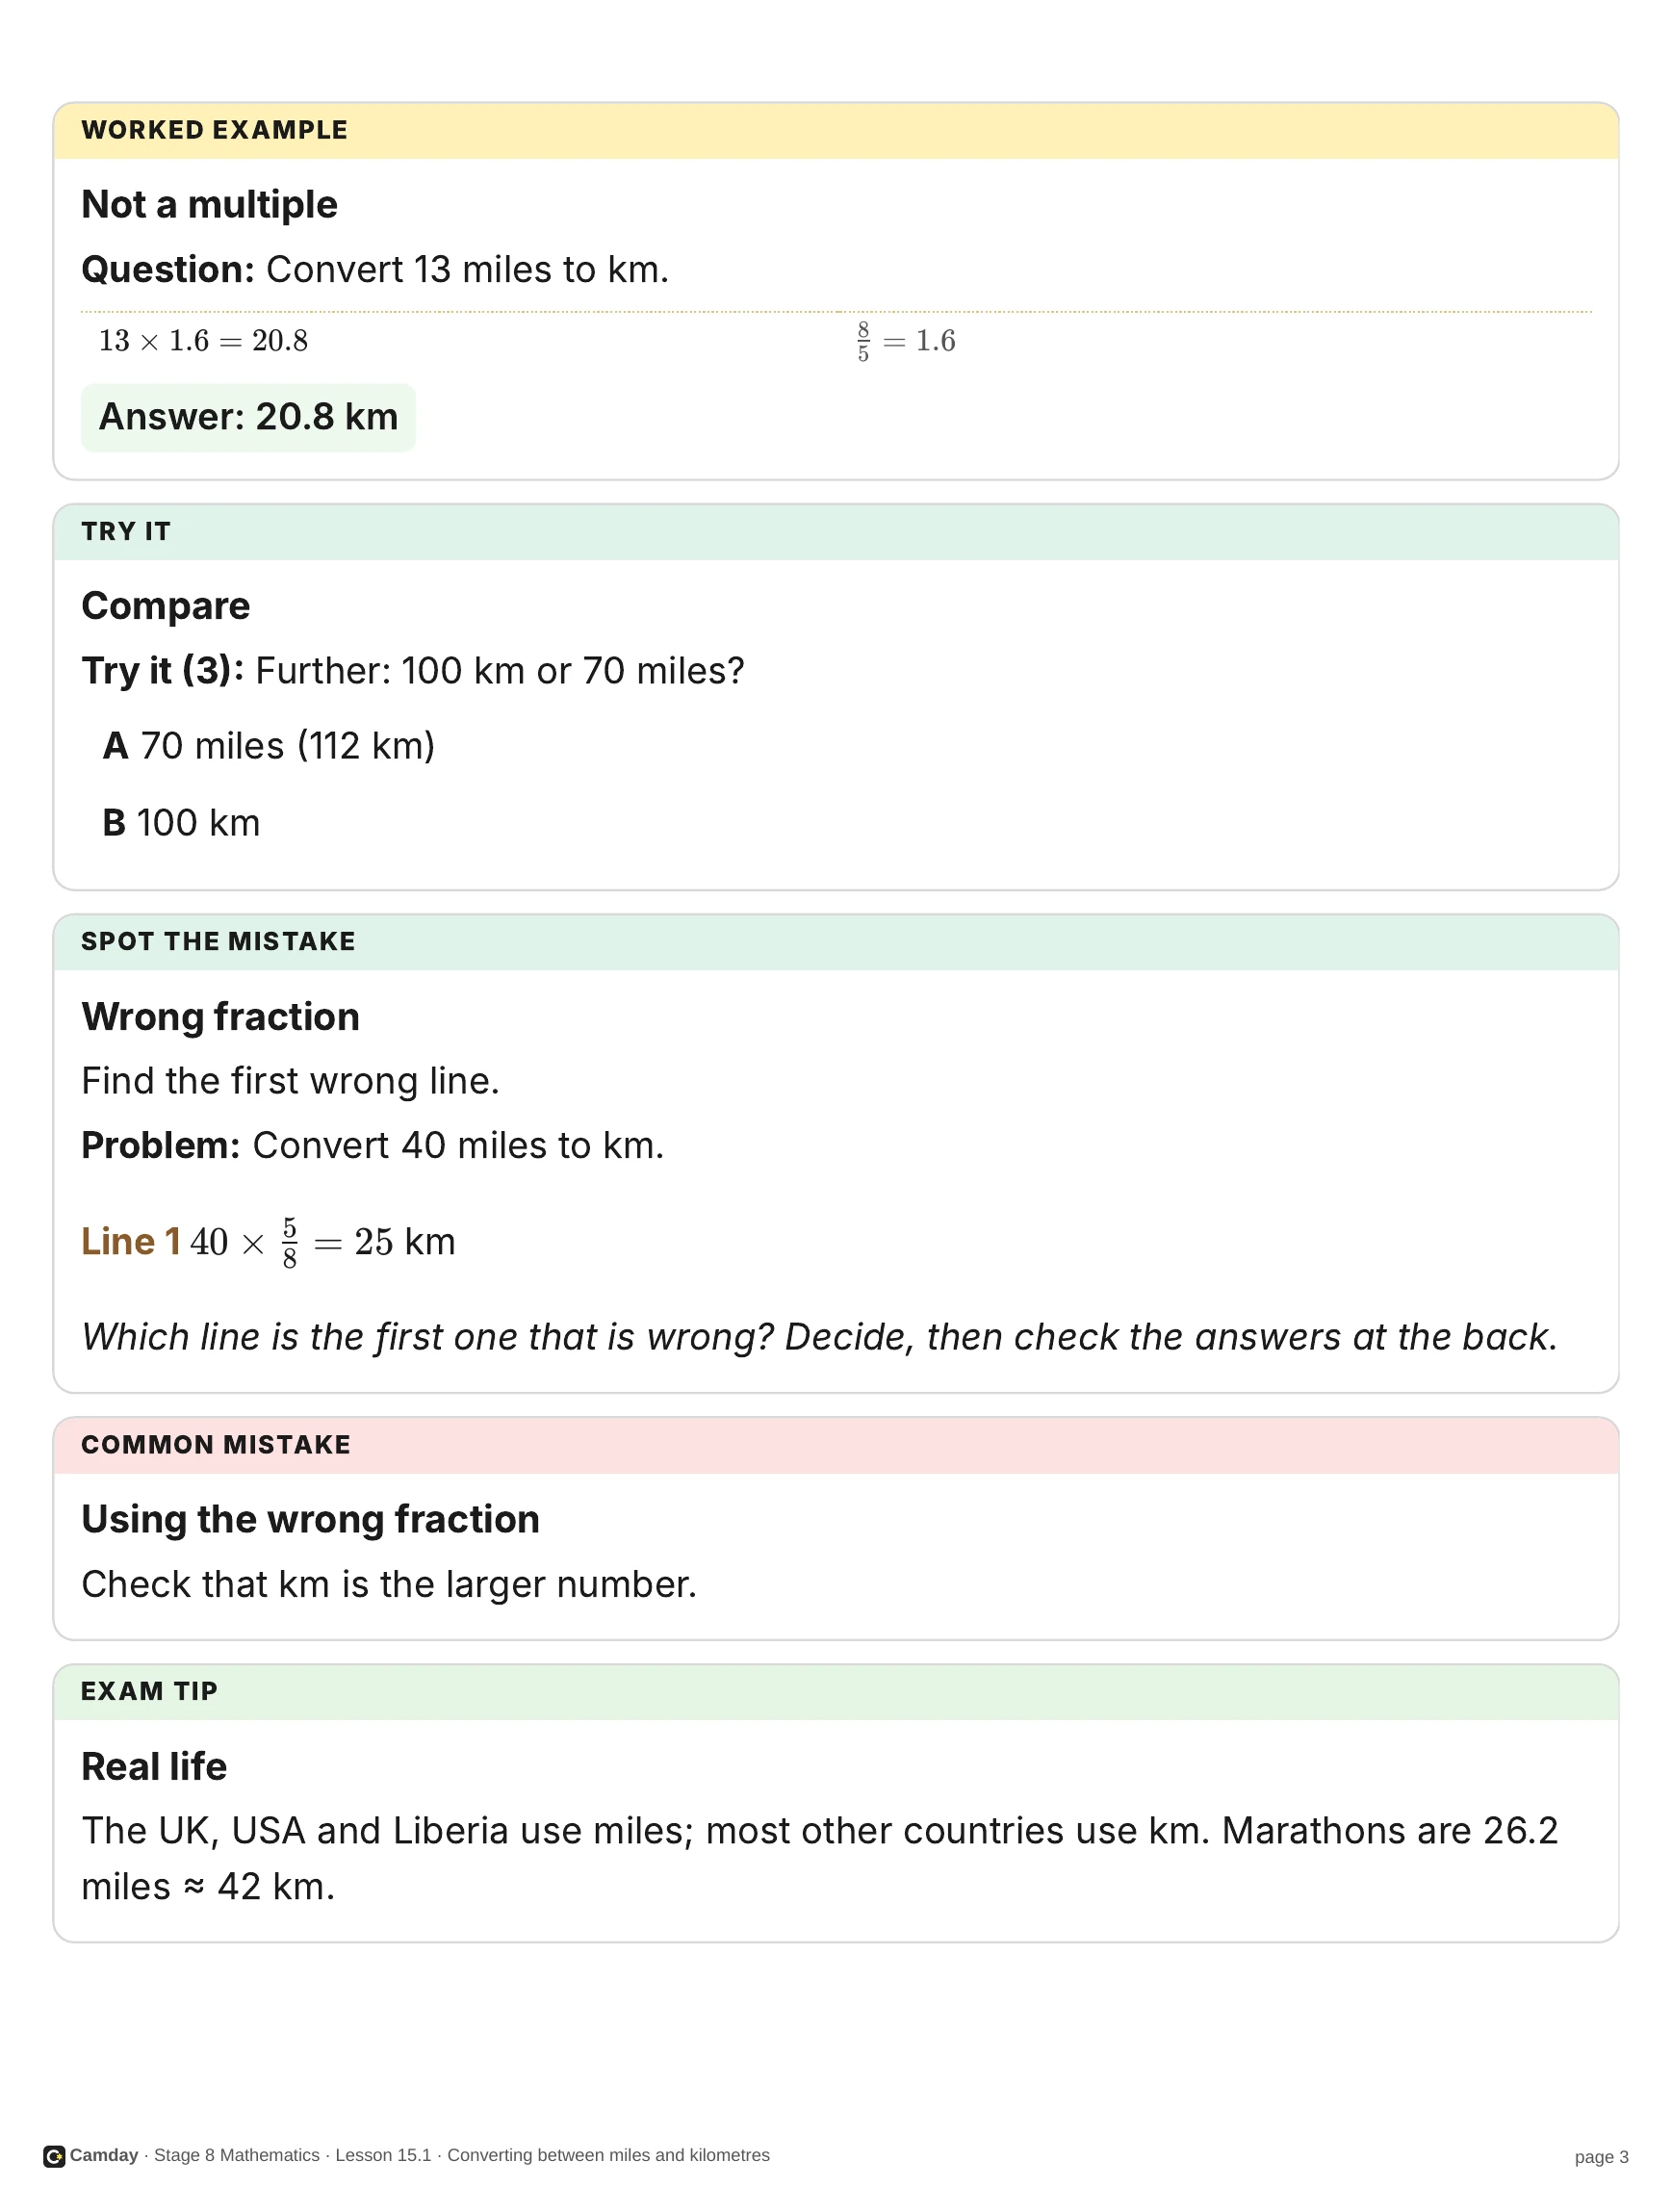 WORKED EXAMPLE
Not a multiple
Question: Convert 13 miles to km.
13 × 1.6 = 20.8 8/5 = 1.6
Answer: 20.8 km
TRY IT
Compare
Try it (3): Further: 100 km or 70 miles?
A 70 miles (112 km)
B 100 km
SPOT THE MISTAKE
Wrong fraction
Find the first wrong line.
Problem: Convert 40 miles to km.
Line 1 40 × 5/8 = 25 km
Which line is the first one that is wrong? Decide, then check the answers at the back.
COMMON MISTAKE
Using the wrong fraction
Check that km is the larger number.
EXAM TIP
Real life
The UK, USA and Liberia use miles; most other countries use km. Marathons are 26.2
miles ≈ 42 km.
Camday · Stage 8 Mathematics · Lesson 15.1 · Converting between miles and kilometres page 3